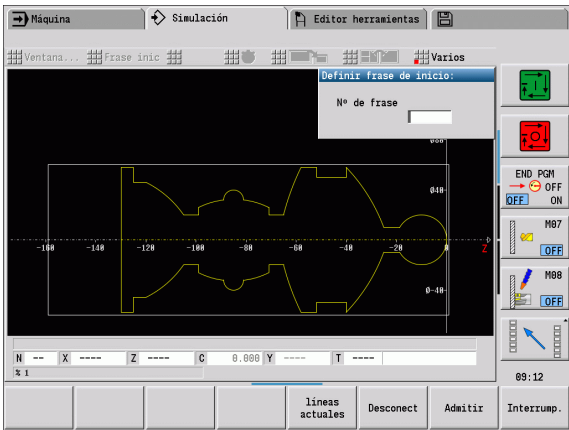 Máquina
Simulación
Editor herramientas
Ventana...
Frase inic
Varios
Definir frase de inicio:
Nº de frase
Ø40
-160 -140 -120 -100 -80 -60 -40 -20 0
Z
Ø-40
END PGM
OFF
OFF ON
M07
OFF
M08
OFF
N -- X ---- Z ---- C 0.000 Y ---- T ----
% 1
09:12
líneas actuales
Desconect
Admitir
Interrump.